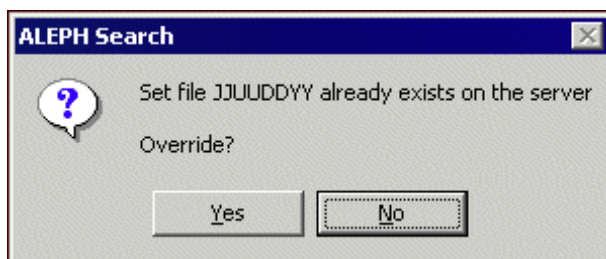 ALEPH Search
Set file JJUUDDYY already exists on the server
Override?
Yes
No